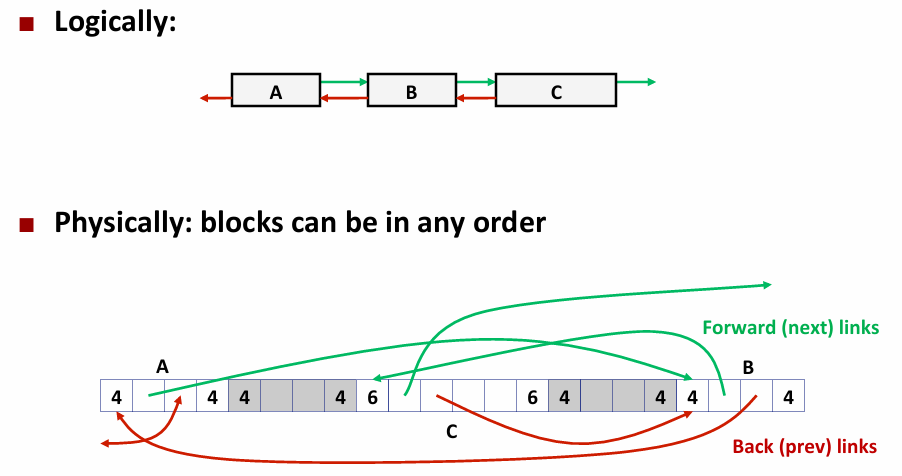 Logically:
A B C
Physically: blocks can be in any order
Forward (next) links
A B
4 4 4 4 6 6 4 4 4 4
C
Back (prev) links